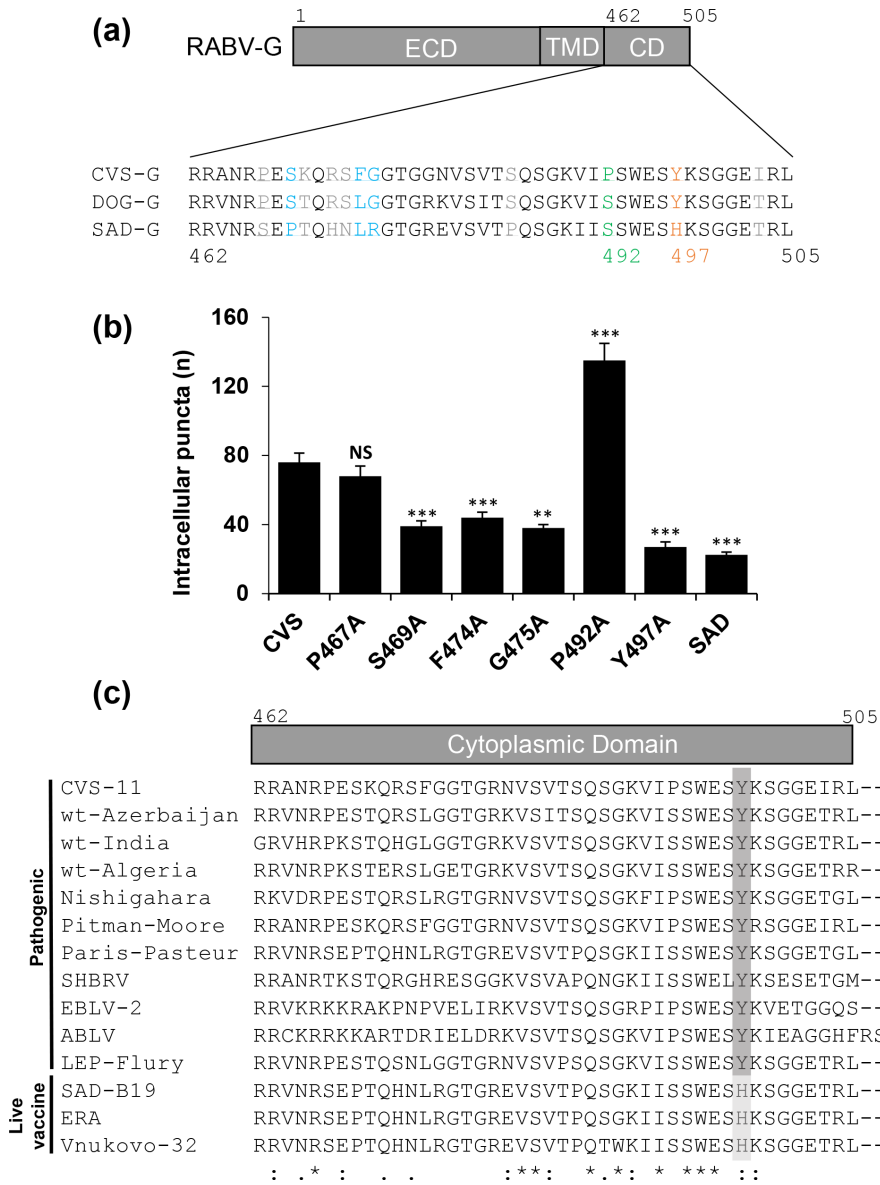 (a)
1 462 505
RABV-G ECD TMD CD
CVS-G RRANRPESKQRSFGGTGGNVSVTSQSGKVIPSWESYKSGGEIRL
DOG-G RRVNRPESTQRSLGGTGRKVSITSQSGKVISSWESYKSGGETRL
SAD-G RRVNRSEPTQHNLRGTGREVSVTPQSGKIISSWESHKSGGETRL
462 492 497 505
(b)
Intracellular puncta (n)
160
120
80
40
0
NS *** *** ** *** *** ***
CVS P467A S469A F474A G475A P492A Y497A SAD
(c)
462 505
Cytoplasmic Domain
Pathogenic
CVS-11 RRANRPESKQRSFGGTGRNVSVTSQSGKVIPSWESYKSGGEIRL--
wt-Azerbaijan RRVNRPESTQRSLGGTGRKVSITSQSGKVISSWESYKSGGETRL--
wt-India GRVHRPKSTQHGLGGTGRKVSVTSQSGKVISSWESYKSGGETRL--
wt-Algeria RRVNRPKSTERSLGETGRNVSVTSQSGKVISSWESYKSGGETRR--
Nishigahara RKVDRPESTQRSLRGTGRNVSVTSQSGKFIPSWESYKSGGETGL--
Pitman-Moore RRANRPESKQRSFGGTGRNVSVTSQSGKVIPSWESYRSGGEIRL--
Paris-Pasteur RRVNRSEPTQHNLRGTGREVSVTPQSGKIISSWESYKSGGETGL--
SHBRV RRANRTKSTQRGHRESGGKVSVAPQNGKIISSWELYKSESETGM--
EBLV-2 RRVKRKKRAKPNPVELIRKVSVTSQSGRPIPSWESYKVETGGQS--
ABLV RRCKRRKKARTDRIELDRKVSVTSQSGKVIPSWESYKIEAGGHFRS
LEP-Flury RRVNRPESTQSNLGGTGRNVSVPSQSGKVISSWESYKSGGETRL--
Live vaccine
SAD-B19 RRVNRSEPTQHNLRGTGREVSVTPQSGKIISSWESHKSGGETRL--
ERA RRVNRSEPTQHNLRGTGREVSVTPQSGKIISSWESHKSGGETRL--
Vnukovo-32 RRVNRSEPTQHNLRGTGREVSVTPQTWKIISSWESHKSGGETRL--
: .* : . . :**: *.*: * *** ::